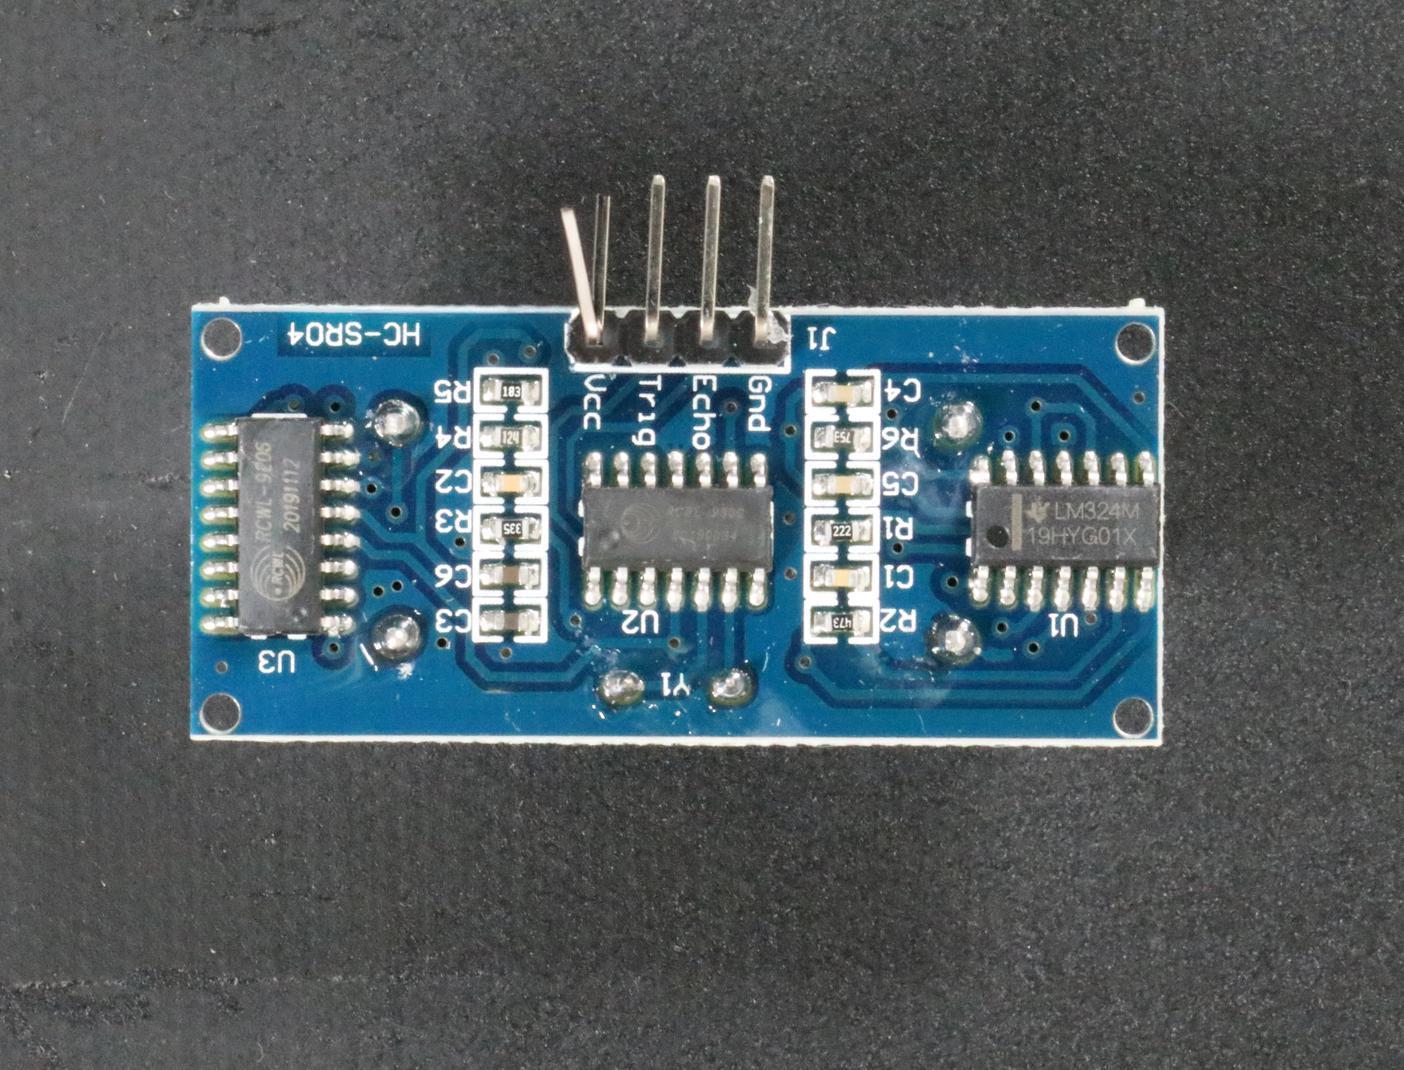 HC-SR04
J1
Vcc
Trig
Echo
Gnd
R5
183
R4
124
C2
R3
335
C6
C3
C4
R6
753
C5
R1
222
C1
R2
473
RCWL-9206
20191112
RCWL
U3
U2
Y1
LM324M
19HYG01X
U1